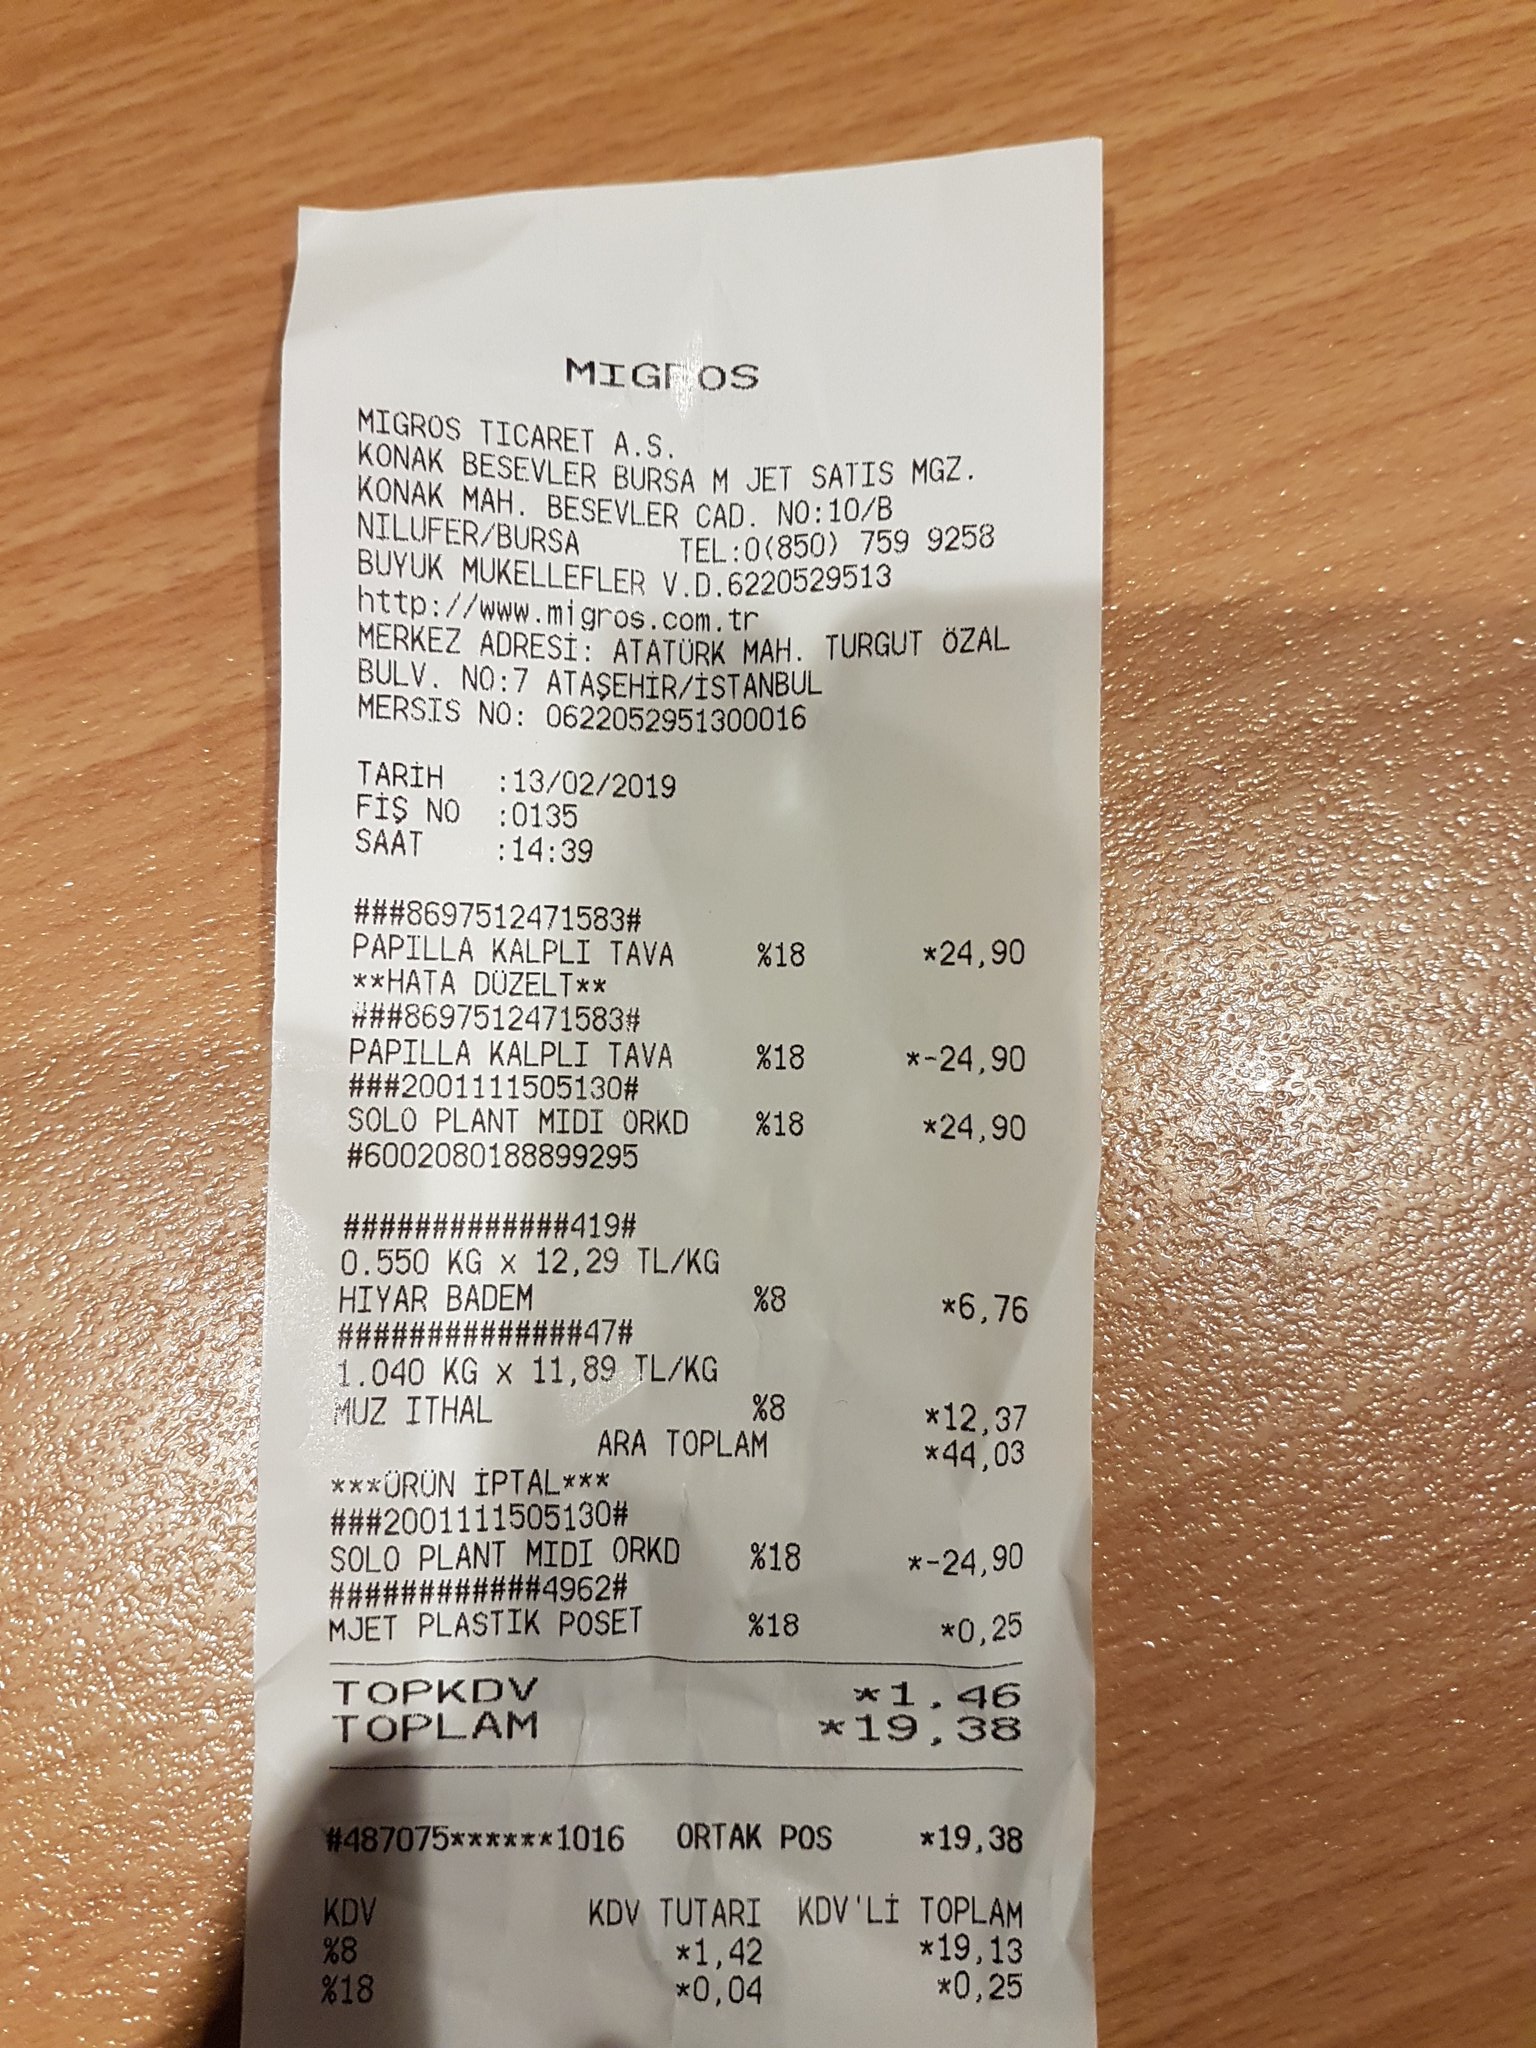 MIGROS
MIGROS TICARET A.S.
KONAK BESEVLER BURSA M JET SATIS MGZ.
KONAK MAH. BESEVLER CAD. NO:10/B
NILUFER/BURSA TEL:0(850) 759 9258
BUYUK MUKELLEFLER V.D.6220529513
http://www.migros.com.tr
MERKEZ ADRESİ: ATATÜRK MAH. TURGUT ÖZAL
BULV. NO:7 ATAŞEHİR/İSTANBUL
MERSIS NO: 0622052951300016
TARİH :13/02/2019
FİŞ NO :0135
SAAT :14:39
###8697512471583#
PAPILLA KALPLI TAVA %18 *24,90
**HATA DÜZELT**
###8697512471583#
PAPILLA KALPLI TAVA %18 *-24,90
###2001111505130#
SOLO PLANT MIDI ORKD %18 *24,90
#6002080188899295
#############419#
0.550 KG x 12,29 TL/KG
HIYAR BADEM %8 *6,76
##############47#
1.040 KG x 11,89 TL/KG
MUZ ITHAL %8 *12,37
ARA TOPLAM *44,03
***ÜRÜN İPTAL***
###2001111505130#
SOLO PLANT MIDI ORKD %18 *-24,90
############4962#
MJET PLASTIK POSET %18 *0,25
TOPKDV *1,46
TOPLAM *19,38
#487075******1016 ORTAK POS *19,38
KDV KDV TUTARI KDV'Lİ TOPLAM
%8 *1,42 *19,13
%18 *0,04 *0,25